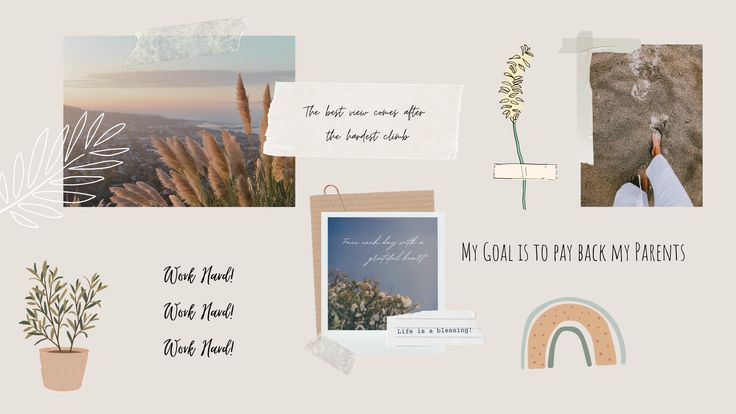 The best view comes after
the hardest climb
Face each day with a
grateful heart
My Goal is to pay back my Parents
Work Hard!
Work Hard!
Work Hard!
Life is a blessing!